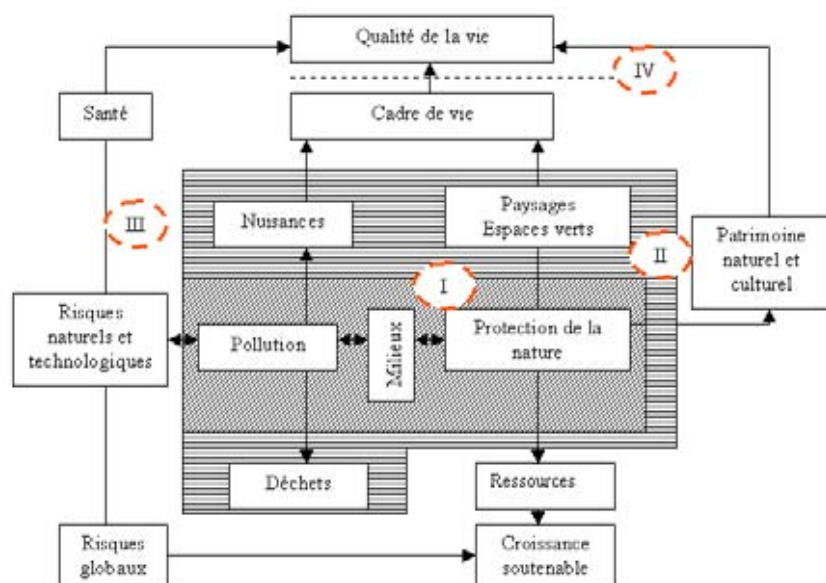 Qualité de la vie
IV
Santé
Cadre de vie
III
Nuisances
Paysages
Espaces verts
II
Patrimoine
naturel et
culturel
I
Risques
naturels et
technologiques
Pollution
Milieux
Protection de la
nature
Déchets
Ressources
Risques
globaux
Croissance
soutenable